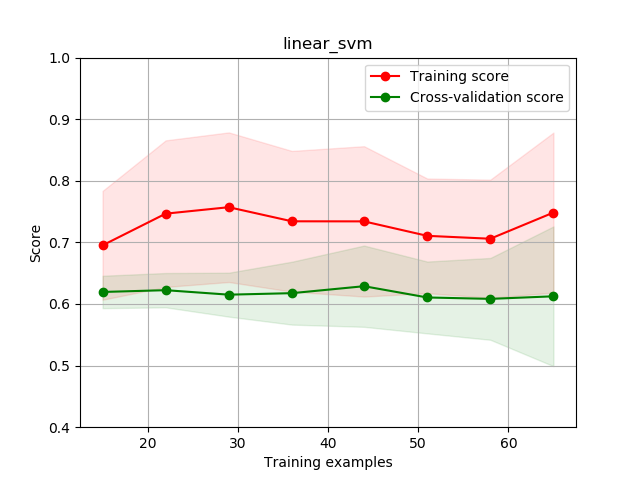 linear_svm
Training score
Cross-validation score
1.0
0.9
0.8
0.7
0.6
0.5
0.4
Score
20 30 40 50 60
Training examples